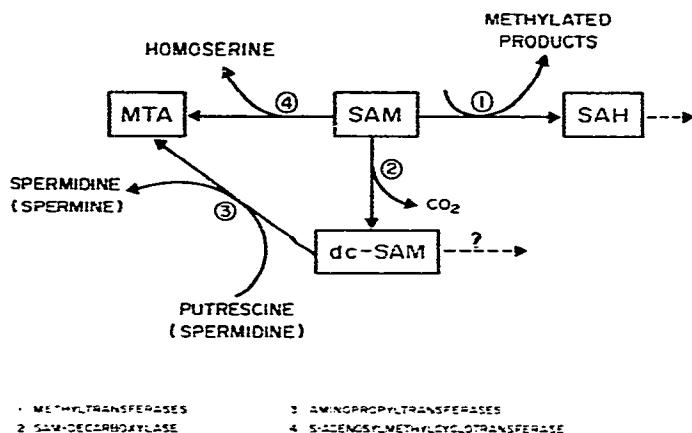 METHYLATED
PRODUCTS
HOMOSERINE
④
①
MTA
SAM
SAH
②
SPERMIDINE
(SPERMINE)
③
CO₂
dc-SAM
?
PUTRESCINE
(SPERMIDINE)
1 METHYLTRANSFERASES
3 AMINOPROPYLTRANSFERASES
2 SAM-DECARBOXYLASE
4 S-ADENOSYLMETHYLCYCLOTRANSFERASE